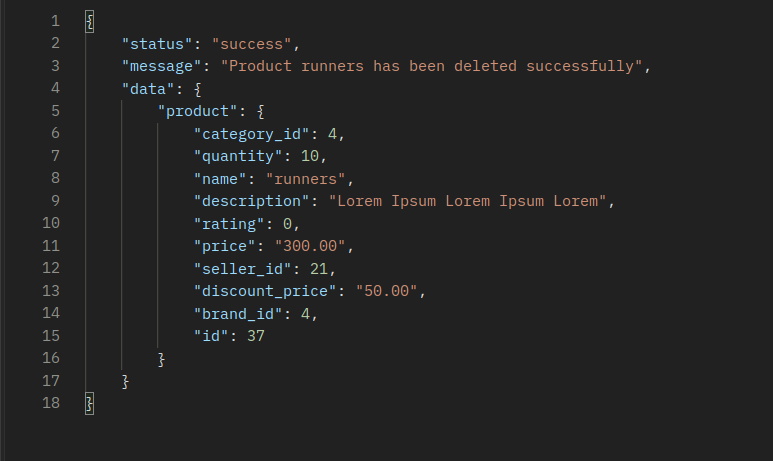 1 {
2 "status": "success",
3 "message": "Product runners has been deleted successfully",
4 "data": {
5 "product": {
6 "category_id": 4,
7 "quantity": 10,
8 "name": "runners",
9 "description": "Lorem Ipsum Lorem Ipsum Lorem",
10 "rating": 0,
11 "price": "300.00",
12 "seller_id": 21,
13 "discount_price": "50.00",
14 "brand_id": 4,
15 "id": 37
16 }
17 }
18 }